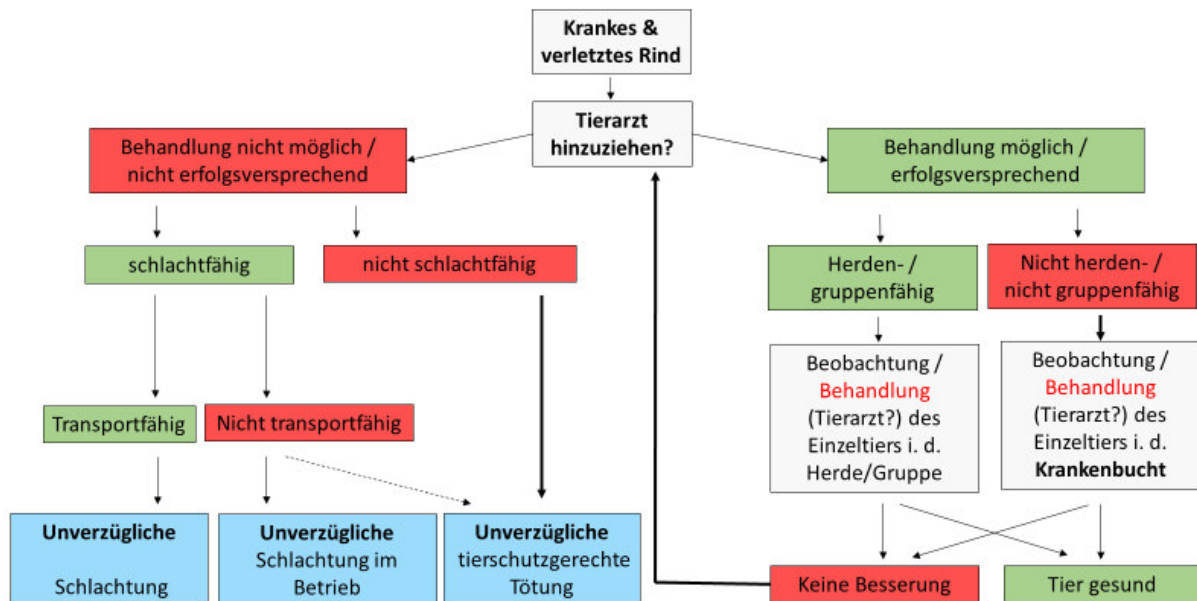 Krankes &
verletztes Rind
Tierarzt
hinzuziehen?
Behandlung nicht möglich /
nicht erfolgsversprechend
Behandlung möglich /
erfolgsversprechend
schlachtfähig
nicht schlachtfähig
Herden- /
gruppenfähig
Nicht herden- /
nicht gruppenfähig
Beobachtung /
Behandlung
(Tierarzt?) des
Einzeltiers i. d.
Herde/Gruppe
Beobachtung /
Behandlung
(Tierarzt?) des
Einzeltiers i. d.
Krankenbucht
Transportfähig
Nicht transportfähig
Unverzügliche
Schlachtung
Unverzügliche
Schlachtung im
Betrieb
Unverzügliche
tierschutzgerechte
Tötung
Keine Besserung
Tier gesund